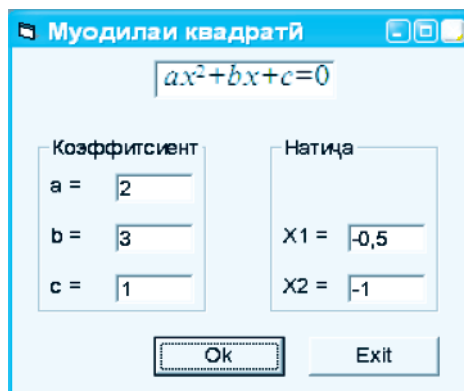 Муодилаи квадратӣ
ax²+bx+c=0
Коэффитсиент
a = 2
b = 3
c = 1
Натиҷа
X1 = -0,5
X2 = -1
Ok
Exit